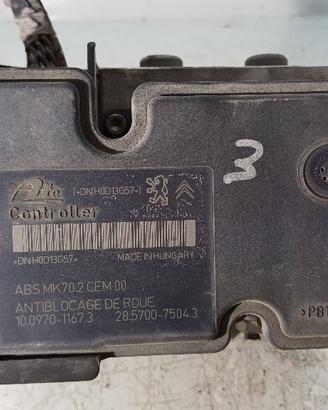 Ate
[*DNH0D13G57*]
Controller
*DNH0D13G57*
MADE IN HUNGARY
ABS MK70.2 CEM 00
ANTIBLOCAGE DE ROUE
10.0970-1167.3 28.5700-7504.3
3
>PBT